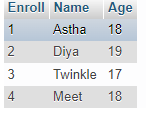 Enroll Name Age
1 Astha 18
2 Diya 19
3 Twinkle 17
4 Meet 18